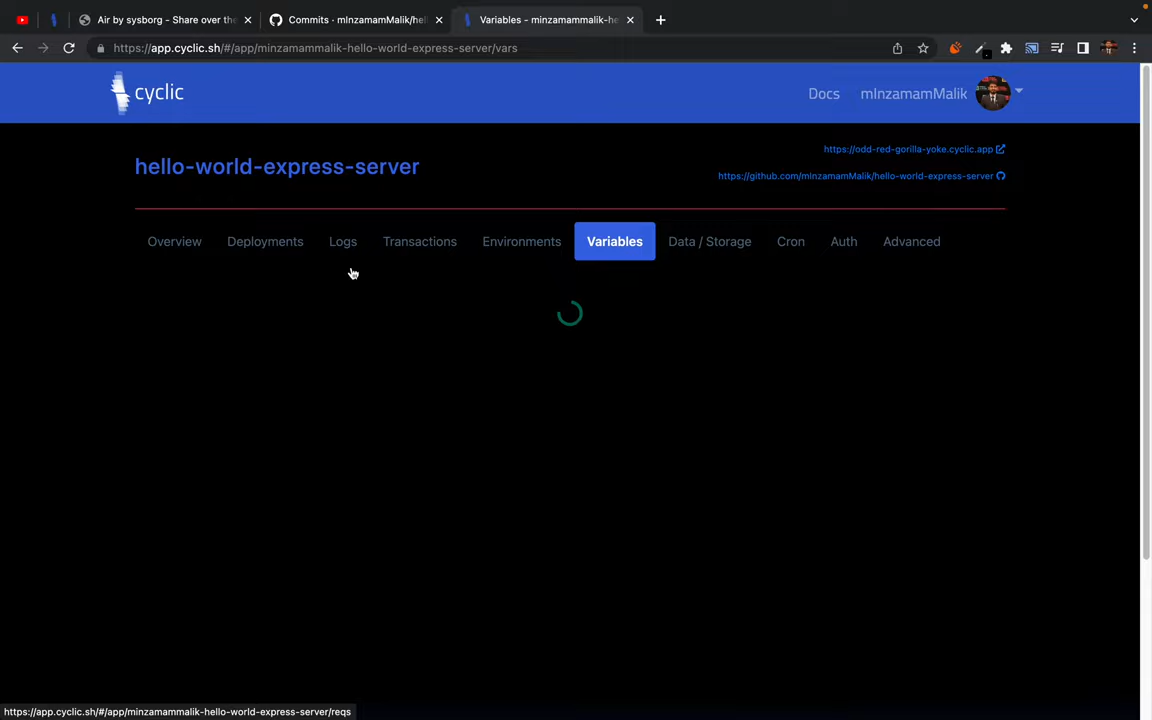 Air by sysborg - Share over the
Commits · mInzamamMalik/hel
Variables - minzamammalik-he
https://app.cyclic.sh/#/app/minzamammalik-hello-world-express-server/vars
cyclic
Docs
mInzamamMalik
hello-world-express-server
https://odd-red-gorilla-yoke.cyclic.app
https://github.com/mInzamamMalik/hello-world-express-server
Overview
Deployments
Logs
Transactions
Environments
Variables
Data / Storage
Cron
Auth
Advanced
https://app.cyclic.sh/#/app/minzamammalik-hello-world-express-server/reqs